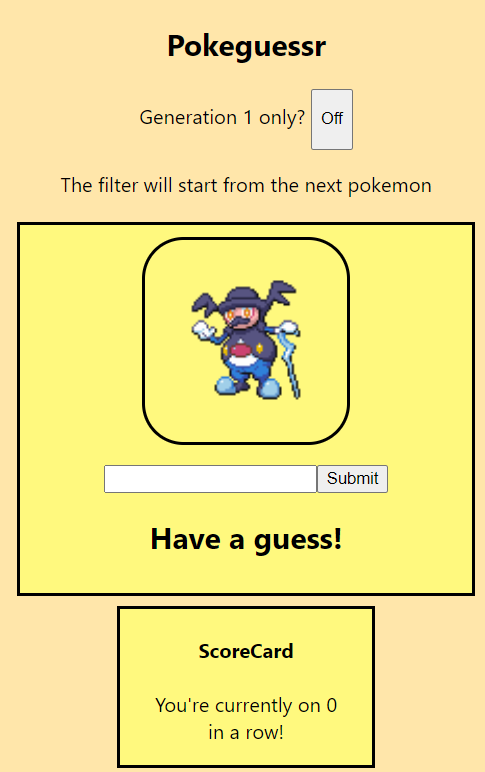 Pokeguessr
Generation 1 only? Off
The filter will start from the next pokemon
Submit
Have a guess!
ScoreCard
You're currently on 0
in a row!